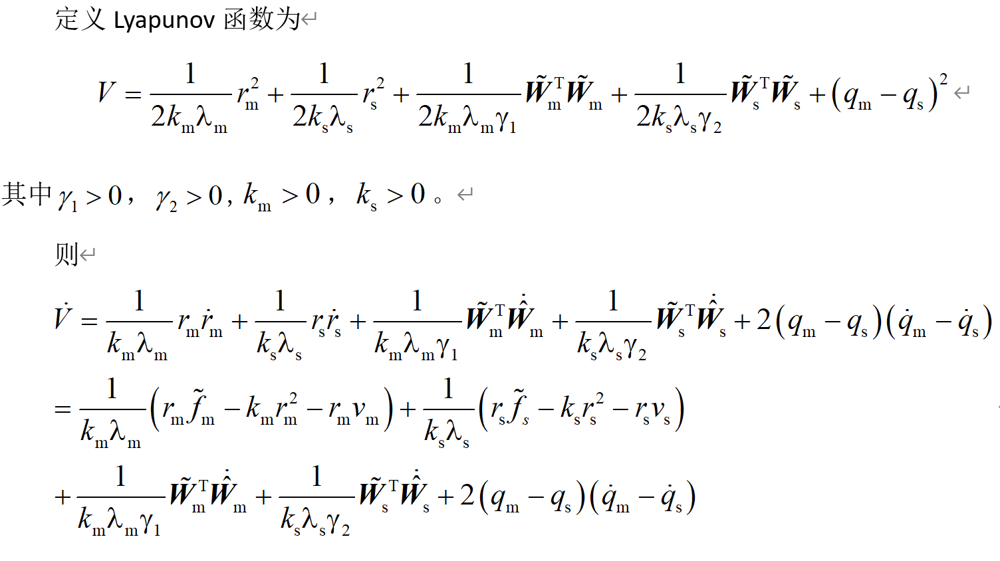 定义 Lyapunov 函数为↵
$V = \frac{1}{2k_{\mathrm{m}}\lambda_{\mathrm{m}}} r_{\mathrm{m}}^{2} + \frac{1}{2k_{\mathrm{s}}\lambda_{\mathrm{s}}} r_{\mathrm{s}}^{2} + \frac{1}{2k_{\mathrm{m}}\lambda_{\mathrm{m}}\gamma_{1}} \tilde{\boldsymbol{W}}_{\mathrm{m}}^{\mathrm{T}} \tilde{\boldsymbol{W}}_{\mathrm{m}} + \frac{1}{2k_{\mathrm{s}}\lambda_{\mathrm{s}}\gamma_{2}} \tilde{\boldsymbol{W}}_{\mathrm{s}}^{\mathrm{T}} \tilde{\boldsymbol{W}}_{\mathrm{s}} + \left(q_{\mathrm{m}} - q_{\mathrm{s}}\right)^{2}$ ↵
其中 $\gamma_{1} > 0$ ， $\gamma_{2} > 0$ , $k_{\mathrm{m}} > 0$ ， $k_{\mathrm{s}} > 0$ 。↵
则↵
$\dot{V} = \frac{1}{k_{\mathrm{m}}\lambda_{\mathrm{m}}} r_{\mathrm{m}} \dot{r}_{\mathrm{m}} + \frac{1}{k_{\mathrm{s}}\lambda_{\mathrm{s}}} r_{\mathrm{s}} \dot{r}_{\mathrm{s}} + \frac{1}{k_{\mathrm{m}}\lambda_{\mathrm{m}}\gamma_{1}} \tilde{\boldsymbol{W}}_{\mathrm{m}}^{\mathrm{T}} \dot{\hat{\boldsymbol{W}}}_{\mathrm{m}} + \frac{1}{k_{\mathrm{s}}\lambda_{\mathrm{s}}\gamma_{2}} \tilde{\boldsymbol{W}}_{\mathrm{s}}^{\mathrm{T}} \dot{\hat{\boldsymbol{W}}}_{\mathrm{s}} + 2\left(q_{\mathrm{m}} - q_{\mathrm{s}}\right)\left(\dot{q}_{\mathrm{m}} - \dot{q}_{\mathrm{s}}\right)$
$= \frac{1}{k_{\mathrm{m}}\lambda_{\mathrm{m}}} \left(r_{\mathrm{m}} \tilde{f}_{\mathrm{m}} - k_{\mathrm{m}} r_{\mathrm{m}}^{2} - r_{\mathrm{m}} v_{\mathrm{m}}\right) + \frac{1}{k_{\mathrm{s}}\lambda_{\mathrm{s}}} \left(r_{\mathrm{s}} \tilde{f}_{s} - k_{\mathrm{s}} r_{\mathrm{s}}^{2} - r_{\mathrm{s}} v_{\mathrm{s}}\right)$
$+ \frac{1}{k_{\mathrm{m}}\lambda_{\mathrm{m}}\gamma_{1}} \tilde{\boldsymbol{W}}_{\mathrm{m}}^{\mathrm{T}} \dot{\hat{\boldsymbol{W}}}_{\mathrm{m}} + \frac{1}{k_{\mathrm{s}}\lambda_{\mathrm{s}}\gamma_{2}} \tilde{\boldsymbol{W}}_{\mathrm{s}}^{\mathrm{T}} \dot{\hat{\boldsymbol{W}}}_{\mathrm{s}} + 2\left(q_{\mathrm{m}} - q_{\mathrm{s}}\right)\left(\dot{q}_{\mathrm{m}} - \dot{q}_{\mathrm{s}}\right)$